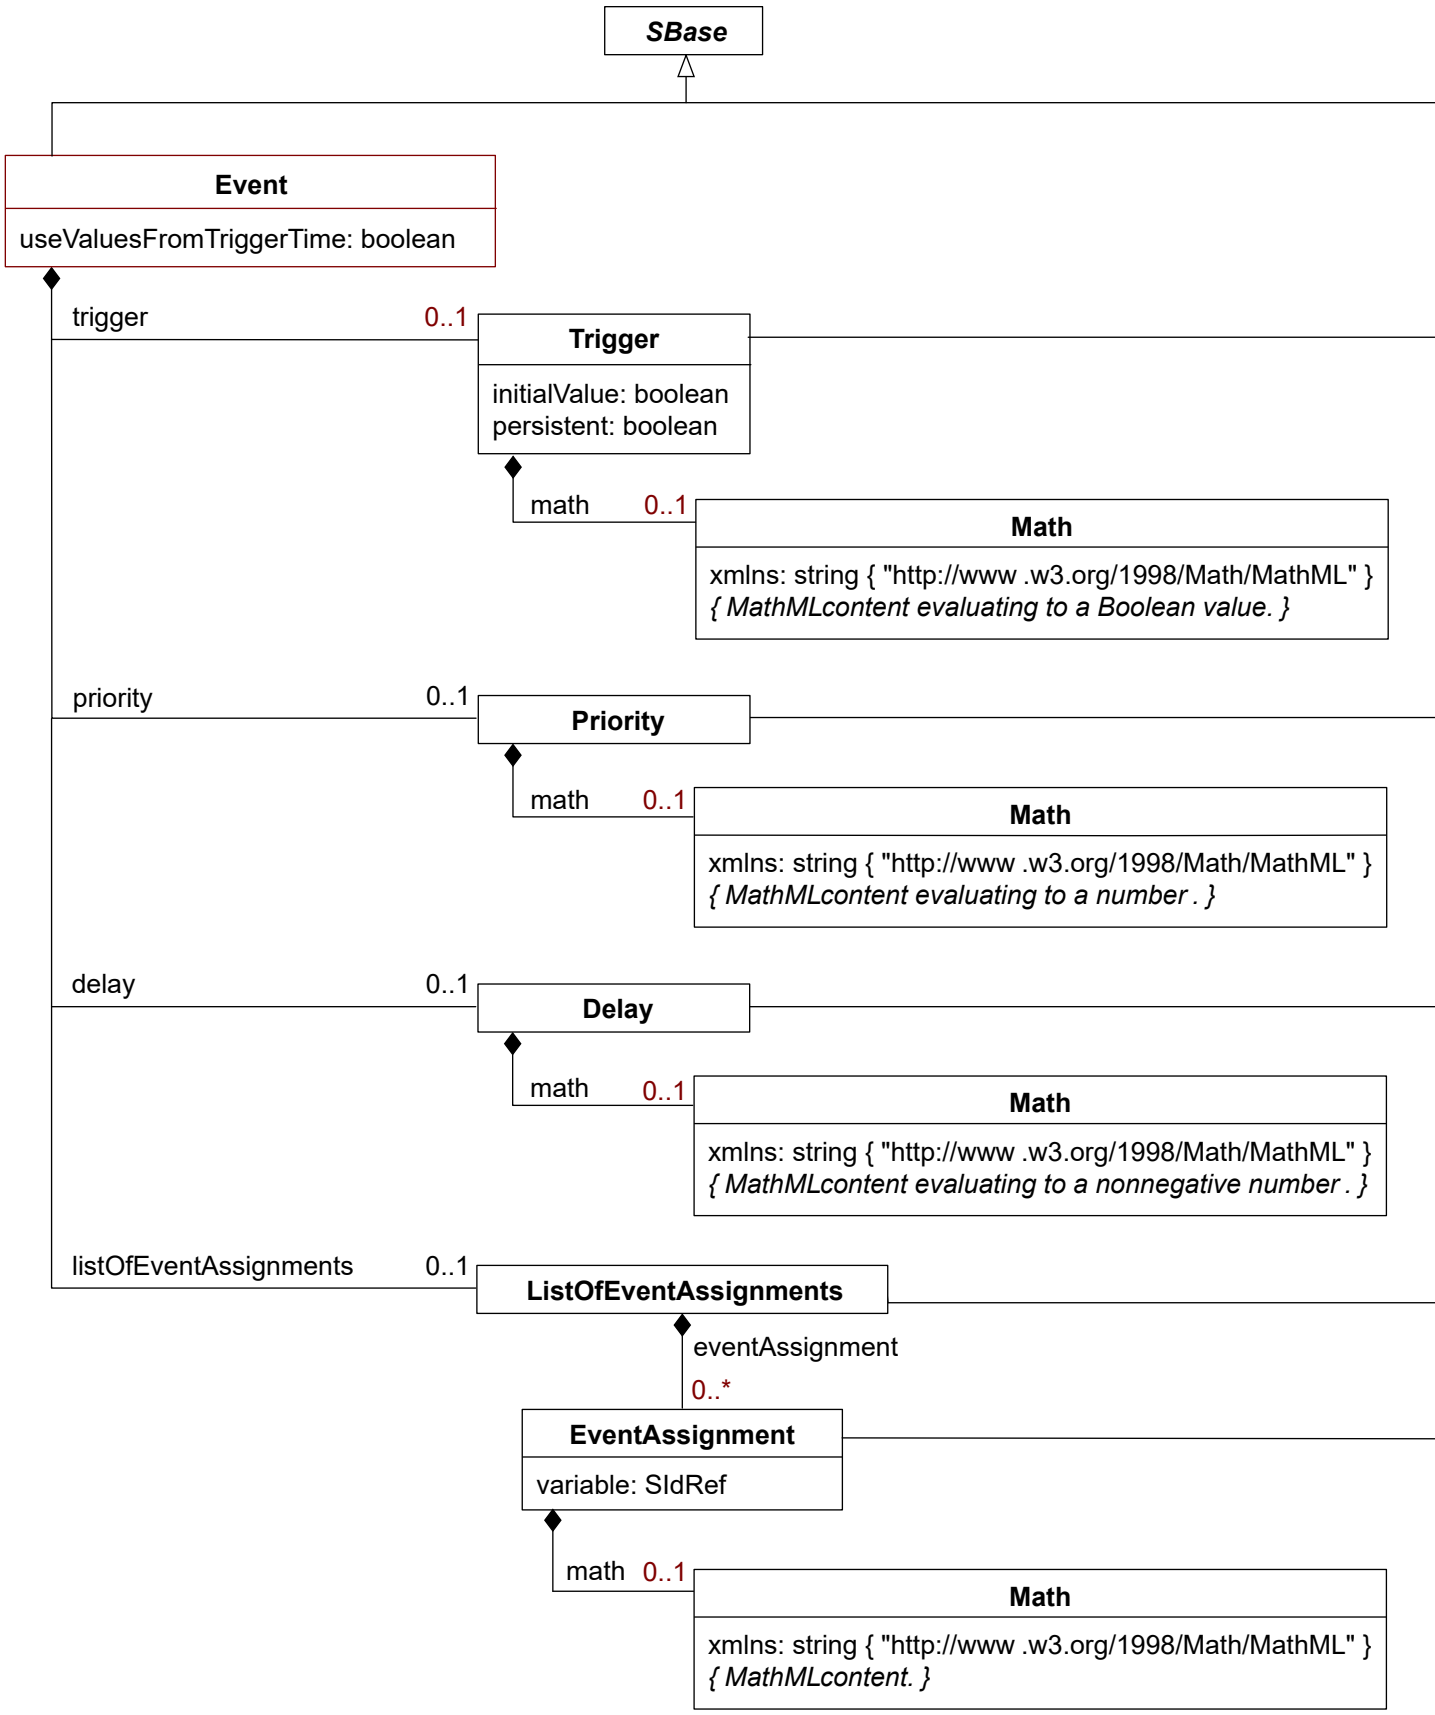 SBase
Event
useValuesFromTriggerTime: boolean
trigger 0..1
Trigger
initialValue: boolean
persistent: boolean
math 0..1
Math
xmlns: string { "http://www .w3.org/1998/Math/MathML" }
{ MathMLcontent evaluating to a Boolean value. }
priority 0..1
Priority
math 0..1
Math
xmlns: string { "http://www .w3.org/1998/Math/MathML" }
{ MathMLcontent evaluating to a number . }
delay 0..1
Delay
math 0..1
Math
xmlns: string { "http://www .w3.org/1998/Math/MathML" }
{ MathMLcontent evaluating to a nonnegative number . }
listOfEventAssignments 0..1
ListOfEventAssignments
eventAssignment
0..*
EventAssignment
variable: SIdRef
math 0..1
Math
xmlns: string { "http://www .w3.org/1998/Math/MathML" }
{ MathMLcontent. }